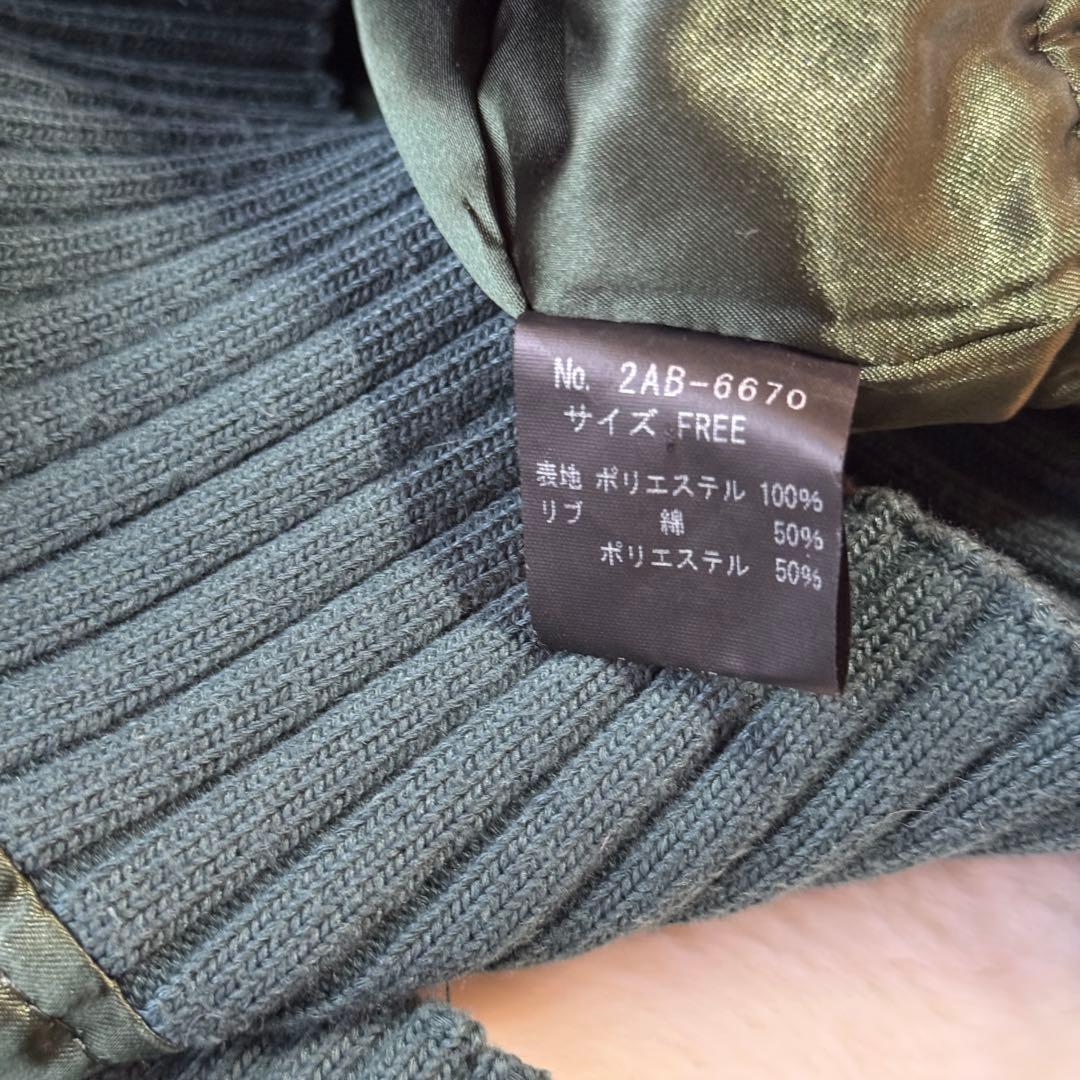 No. 2AB-6670
サイズ FREE
表地 ポリエステル 100%
リブ 綿 50%
ポリエステル 50%